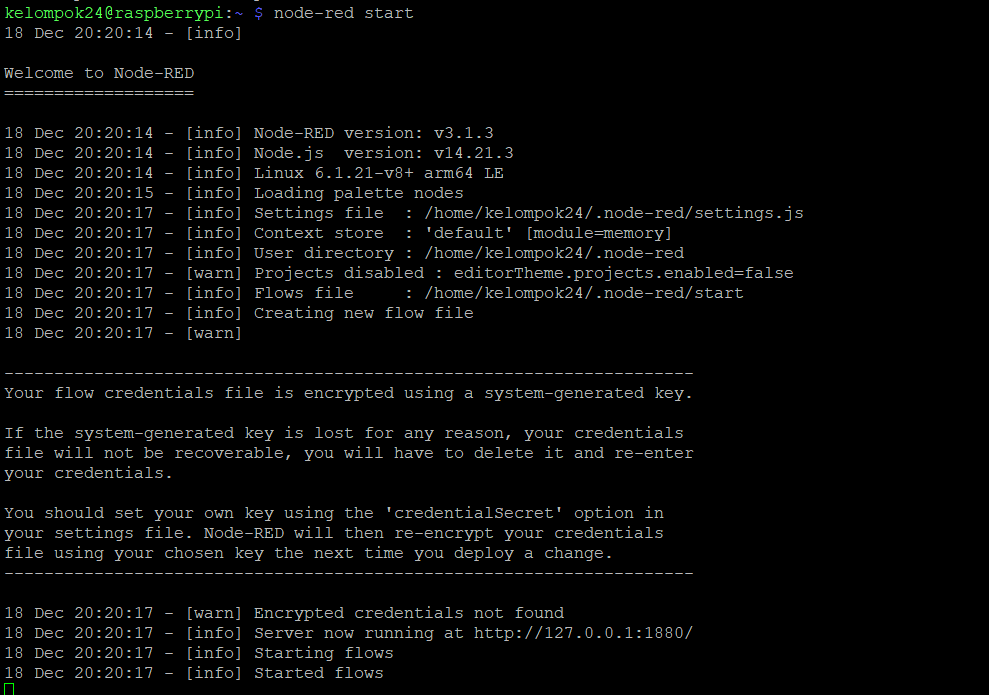 kelompok24@raspberrypi:~ $ node-red start
18 Dec 20:20:14 - [info]
Welcome to Node-RED
===================
18 Dec 20:20:14 - [info] Node-RED version: v3.1.3
18 Dec 20:20:14 - [info] Node.js  version: v14.21.3
18 Dec 20:20:14 - [info] Linux 6.1.21-v8+ arm64 LE
18 Dec 20:20:15 - [info] Loading palette nodes
18 Dec 20:20:17 - [info] Settings file  : /home/kelompok24/.node-red/settings.js
18 Dec 20:20:17 - [info] Context store  : 'default' [module=memory]
18 Dec 20:20:17 - [info] User directory : /home/kelompok24/.node-red
18 Dec 20:20:17 - [warn] Projects disabled : editorTheme.projects.enabled=false
18 Dec 20:20:17 - [info] Flows file     : /home/kelompok24/.node-red/start
18 Dec 20:20:17 - [info] Creating new flow file
18 Dec 20:20:17 - [warn]
---------------------------------------------------------------------
Your flow credentials file is encrypted using a system-generated key.
If the system-generated key is lost for any reason, your credentials
file will not be recoverable, you will have to delete it and re-enter
your credentials.
You should set your own key using the 'credentialSecret' option in
your settings file. Node-RED will then re-encrypt your credentials
file using your chosen key the next time you deploy a change.
---------------------------------------------------------------------
18 Dec 20:20:17 - [warn] Encrypted credentials not found
18 Dec 20:20:17 - [info] Server now running at http://127.0.0.1:1880/
18 Dec 20:20:17 - [info] Starting flows
18 Dec 20:20:17 - [info] Started flows